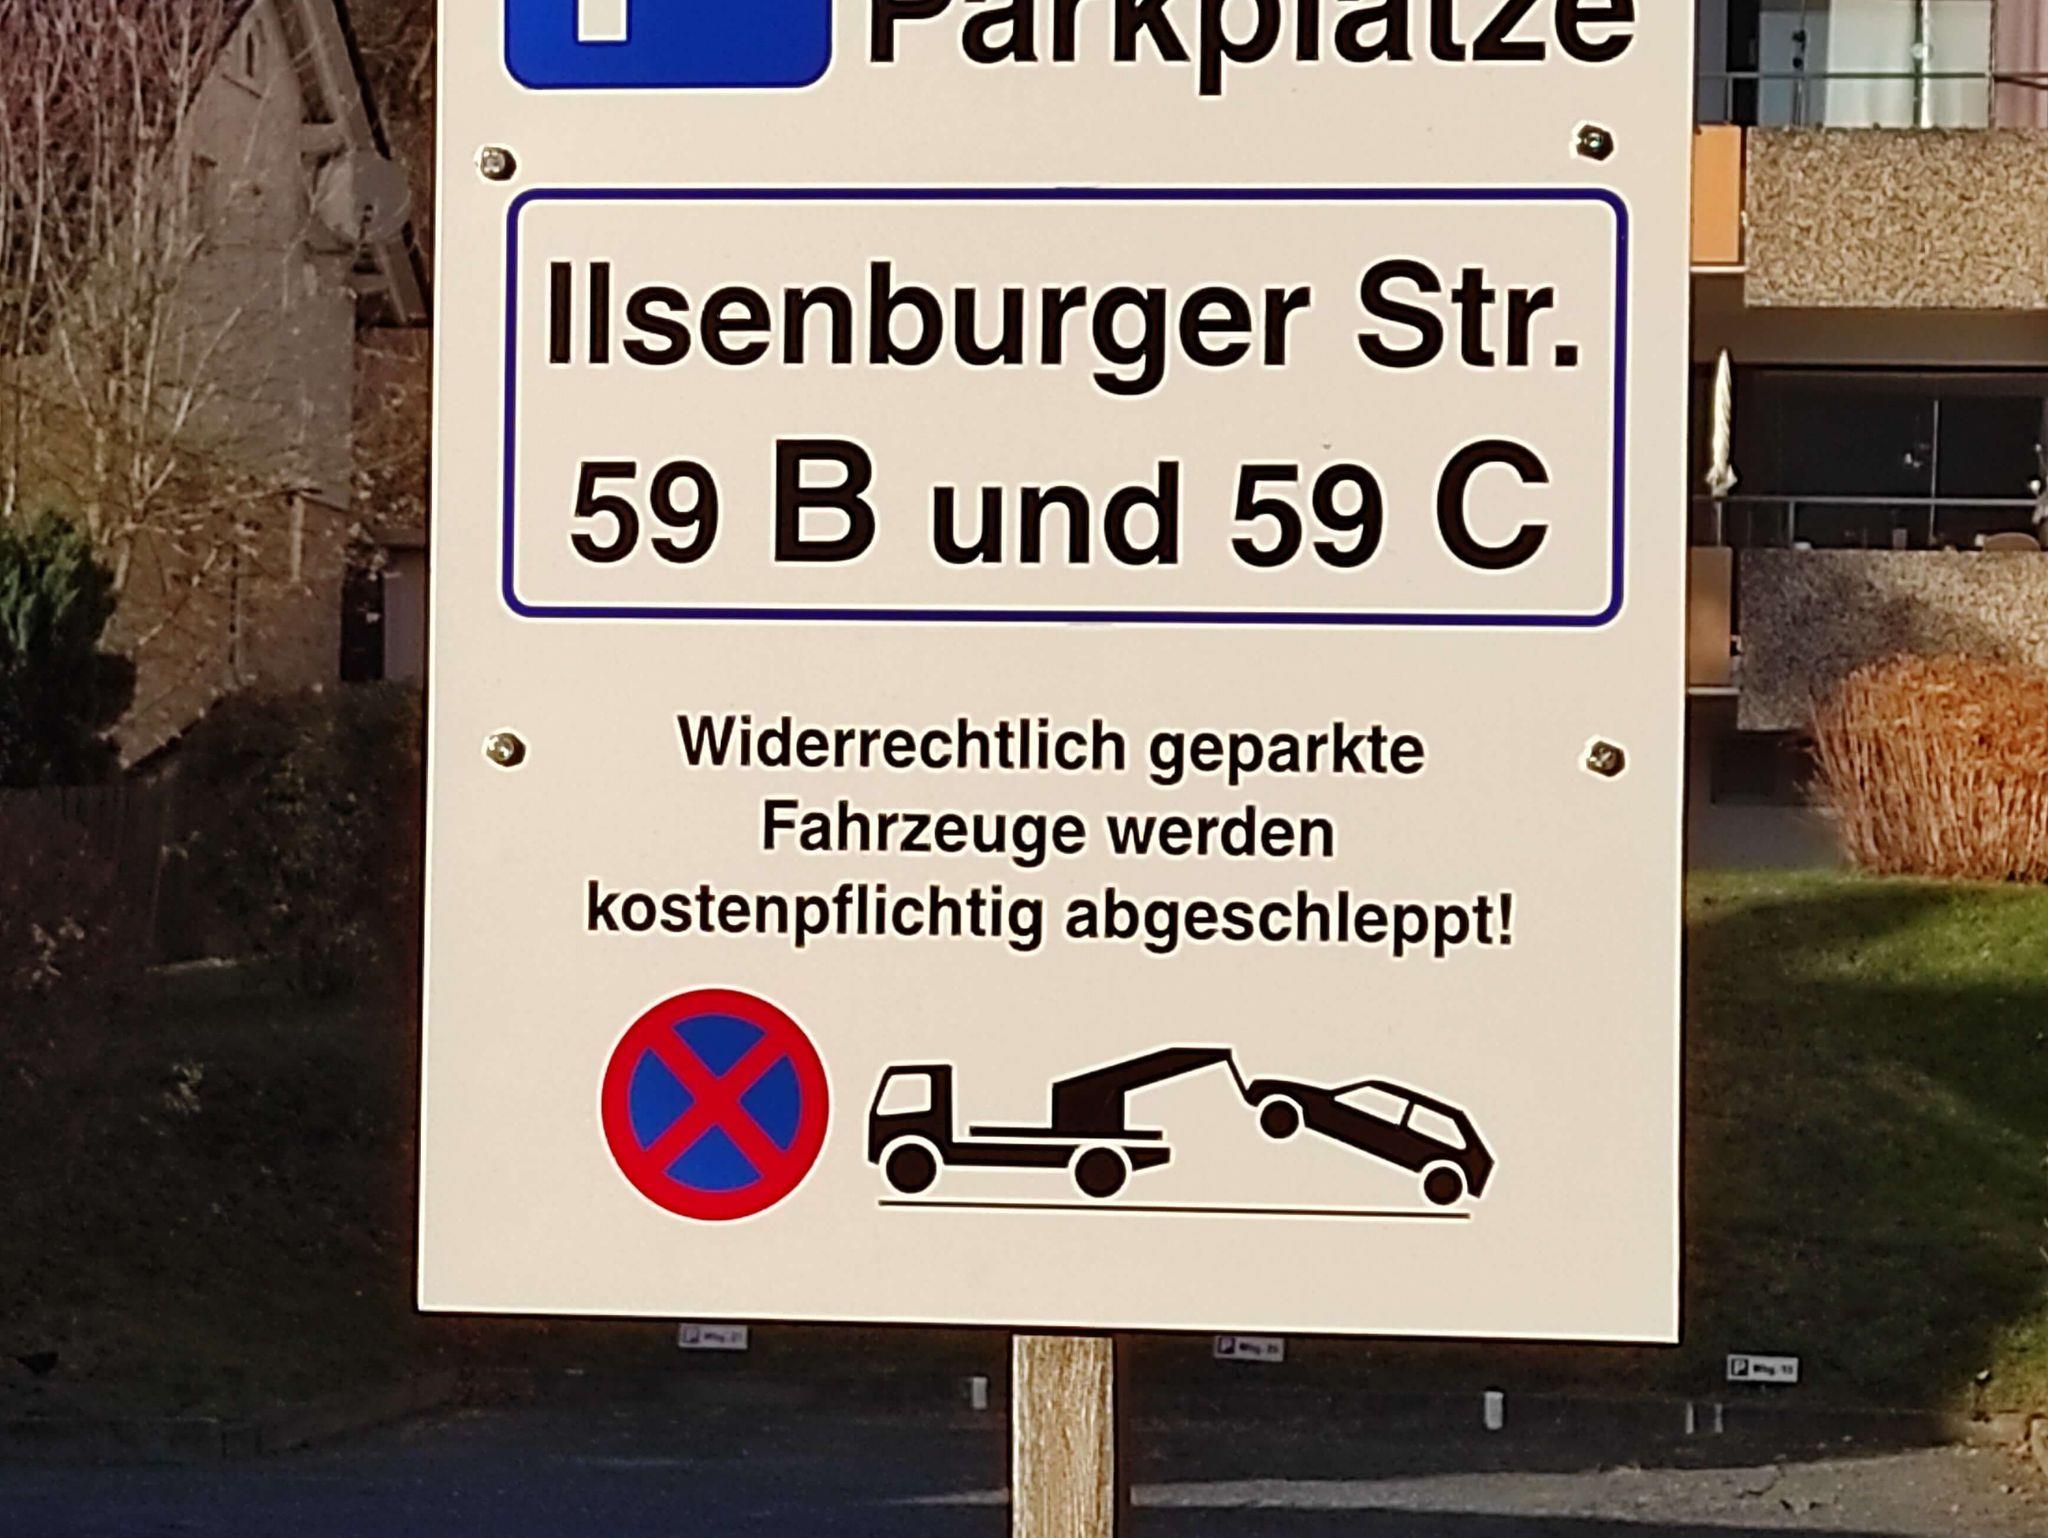 Parkplätze
Ilsenburger Str.
59 B und 59 C
Widerrechtlich geparkte
Fahrzeuge werden
kostenpflichtig abgeschleppt!
P
P
P